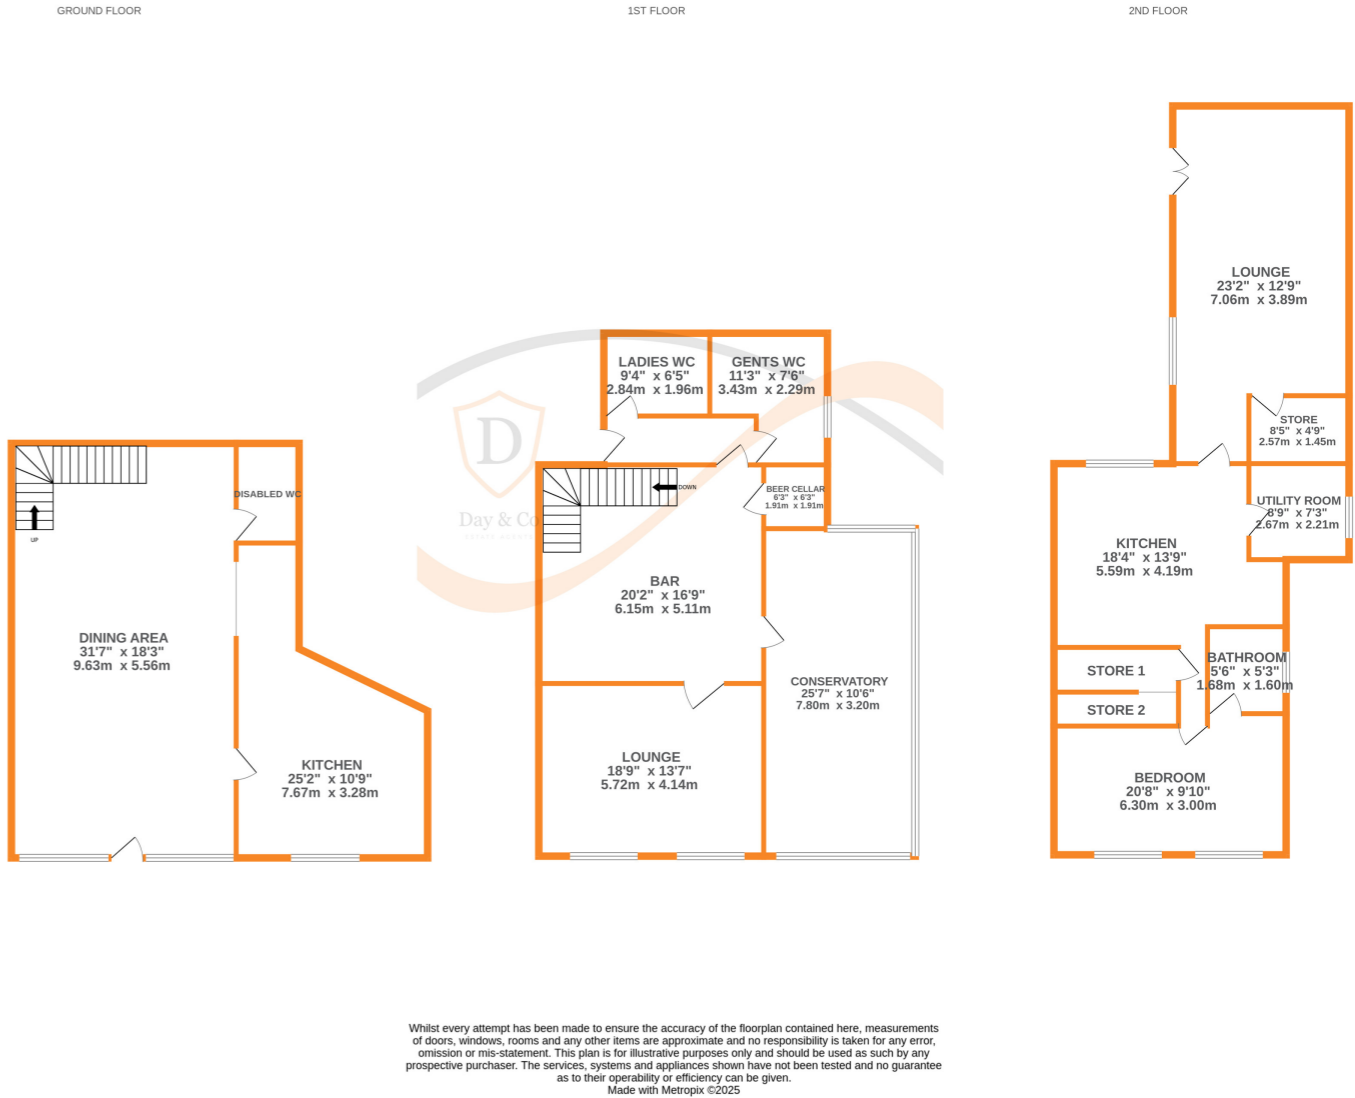 GROUND FLOOR
1ST FLOOR
2ND FLOOR
DISABLED WC
UP
DINING AREA
31'7" x 18'3"
9.63m x 5.56m
KITCHEN
25'2" x 10'9"
7.67m x 3.28m
LADIES WC
9'4" x 6'5"
2.84m x 1.96m
GENTS WC
11'3" x 7'6"
3.43m x 2.29m
DOWN
BEER CELLAR
6'3" x 6'3"
1.91m x 1.91m
D
Day & Co
ESTATE AGENTS
BAR
20'2" x 16'9"
6.15m x 5.11m
CONSERVATORY
25'7" x 10'6"
7.80m x 3.20m
LOUNGE
18'9" x 13'7"
5.72m x 4.14m
LOUNGE
23'2" x 12'9"
7.06m x 3.89m
STORE
8'5" x 4'9"
2.57m x 1.45m
UTILITY ROOM
8'9" x 7'3"
2.67m x 2.21m
KITCHEN
18'4" x 13'9"
5.59m x 4.19m
STORE 1
BATHROOM
5'6" x 5'3"
1.68m x 1.60m
STORE 2
BEDROOM
20'8" x 9'10"
6.30m x 3.00m
Whilst every attempt has been made to ensure the accuracy of the floorplan contained here, measurements
of doors, windows, rooms and any other items are approximate and no responsibility is taken for any error,
omission or mis-statement. This plan is for illustrative purposes only and should be used as such by any
prospective purchaser. The services, systems and appliances shown have not been tested and no guarantee
as to their operability or efficiency can be given.
Made with Metropix ©2025